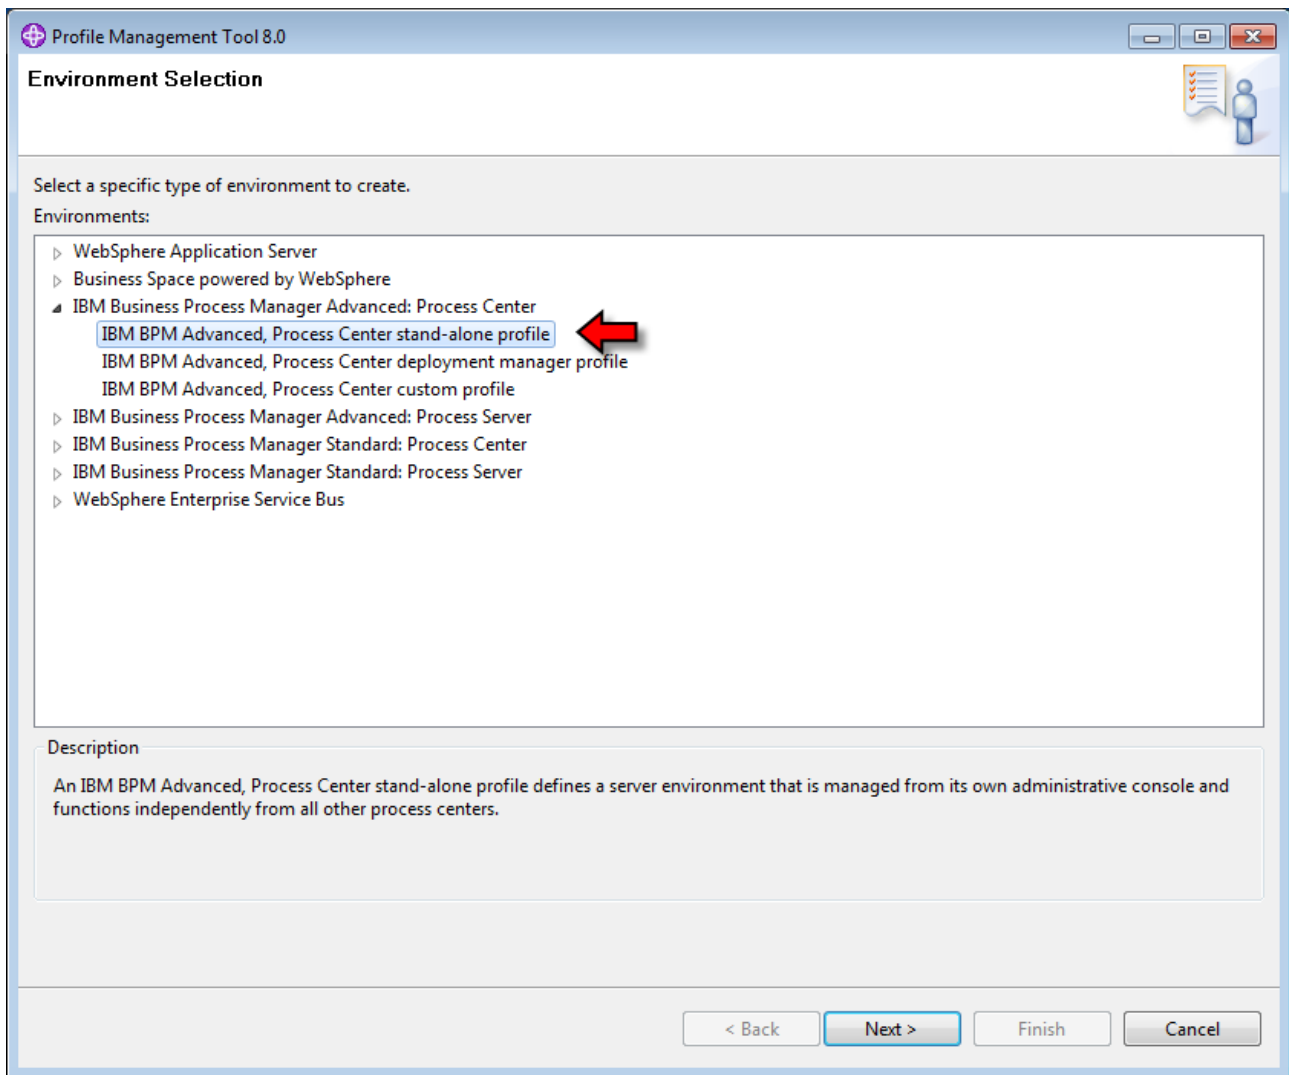 Profile Management Tool 8.0
Environment Selection
Select a specific type of environment to create.
Environments:
WebSphere Application Server
Business Space powered by WebSphere
IBM Business Process Manager Advanced: Process Center
IBM BPM Advanced, Process Center stand-alone profile
IBM BPM Advanced, Process Center deployment manager profile
IBM BPM Advanced, Process Center custom profile
IBM Business Process Manager Advanced: Process Server
IBM Business Process Manager Standard: Process Center
IBM Business Process Manager Standard: Process Server
WebSphere Enterprise Service Bus
Description
An IBM BPM Advanced, Process Center stand-alone profile defines a server environment that is managed from its own administrative console and
functions independently from all other process centers.
< Back Next > Finish Cancel